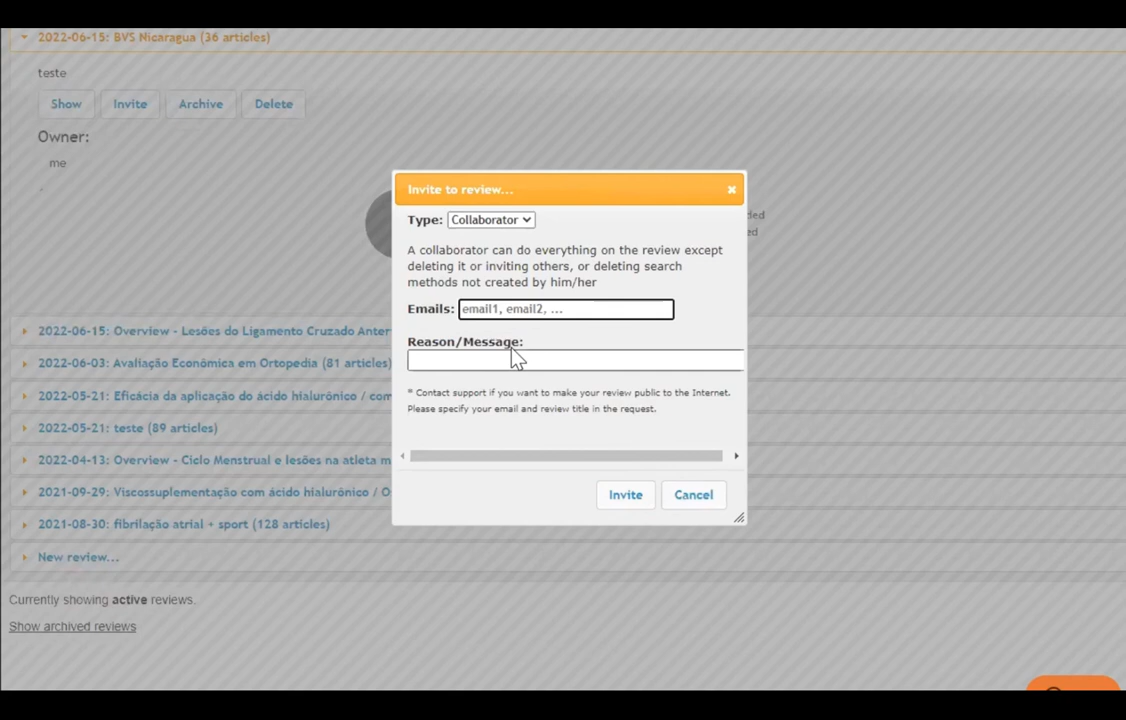 2022-06-15: BVS Nicaragua (36 articles)
teste
Show Invite Archive Delete
Owner:
me
ded
ed
Invite to review...
Type: Collaborator
A collaborator can do everything on the review except
deleting it or inviting others, or deleting search
methods not created by him/her
Emails: email1, email2, ...
Reason/Message:
* Contact support if you want to make your review public to the Internet.
Please specify your email and review title in the request.
Invite Cancel
2022-06-15: Overview - Lesões do Ligamento Cruzado Anter
2022-06-03: Avaliação Econômica em Ortopedia (81 articles)
2022-05-21: Eficácia da aplicação do ácido hialurônico / com
2022-05-21: teste (89 articles)
2022-04-13: Overview - Ciclo Menstrual e lesões na atleta m
2021-09-29: Viscossuplementação com ácido hialurônico / O
2021-08-30: fibrilação atrial + sport (128 articles)
New review...
Currently showing active reviews.
Show archived reviews